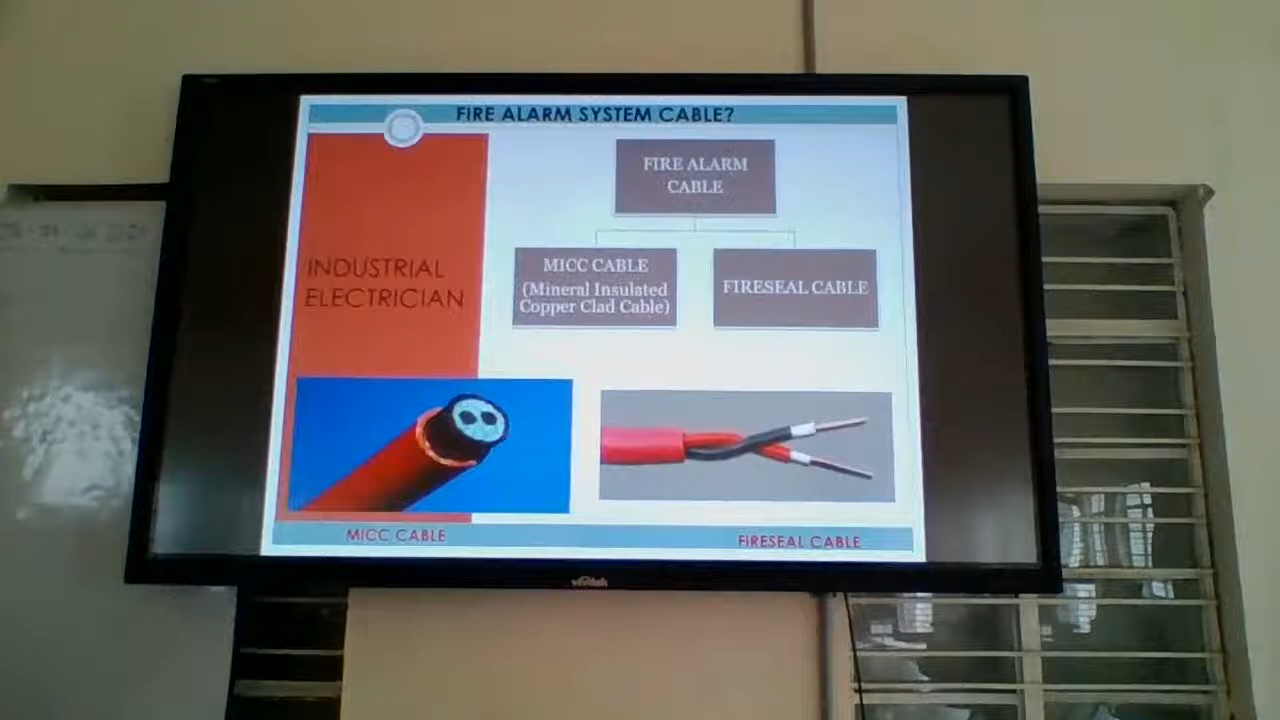 FIRE ALARM SYSTEM CABLE?
FIRE ALARM
CABLE
INDUSTRIAL
ELECTRICIAN
MICC CABLE
(Mineral Insulated
Copper Clad Cable)
FIRESEAL CABLE
MICC CABLE
FIRESEAL CABLE
vivitek